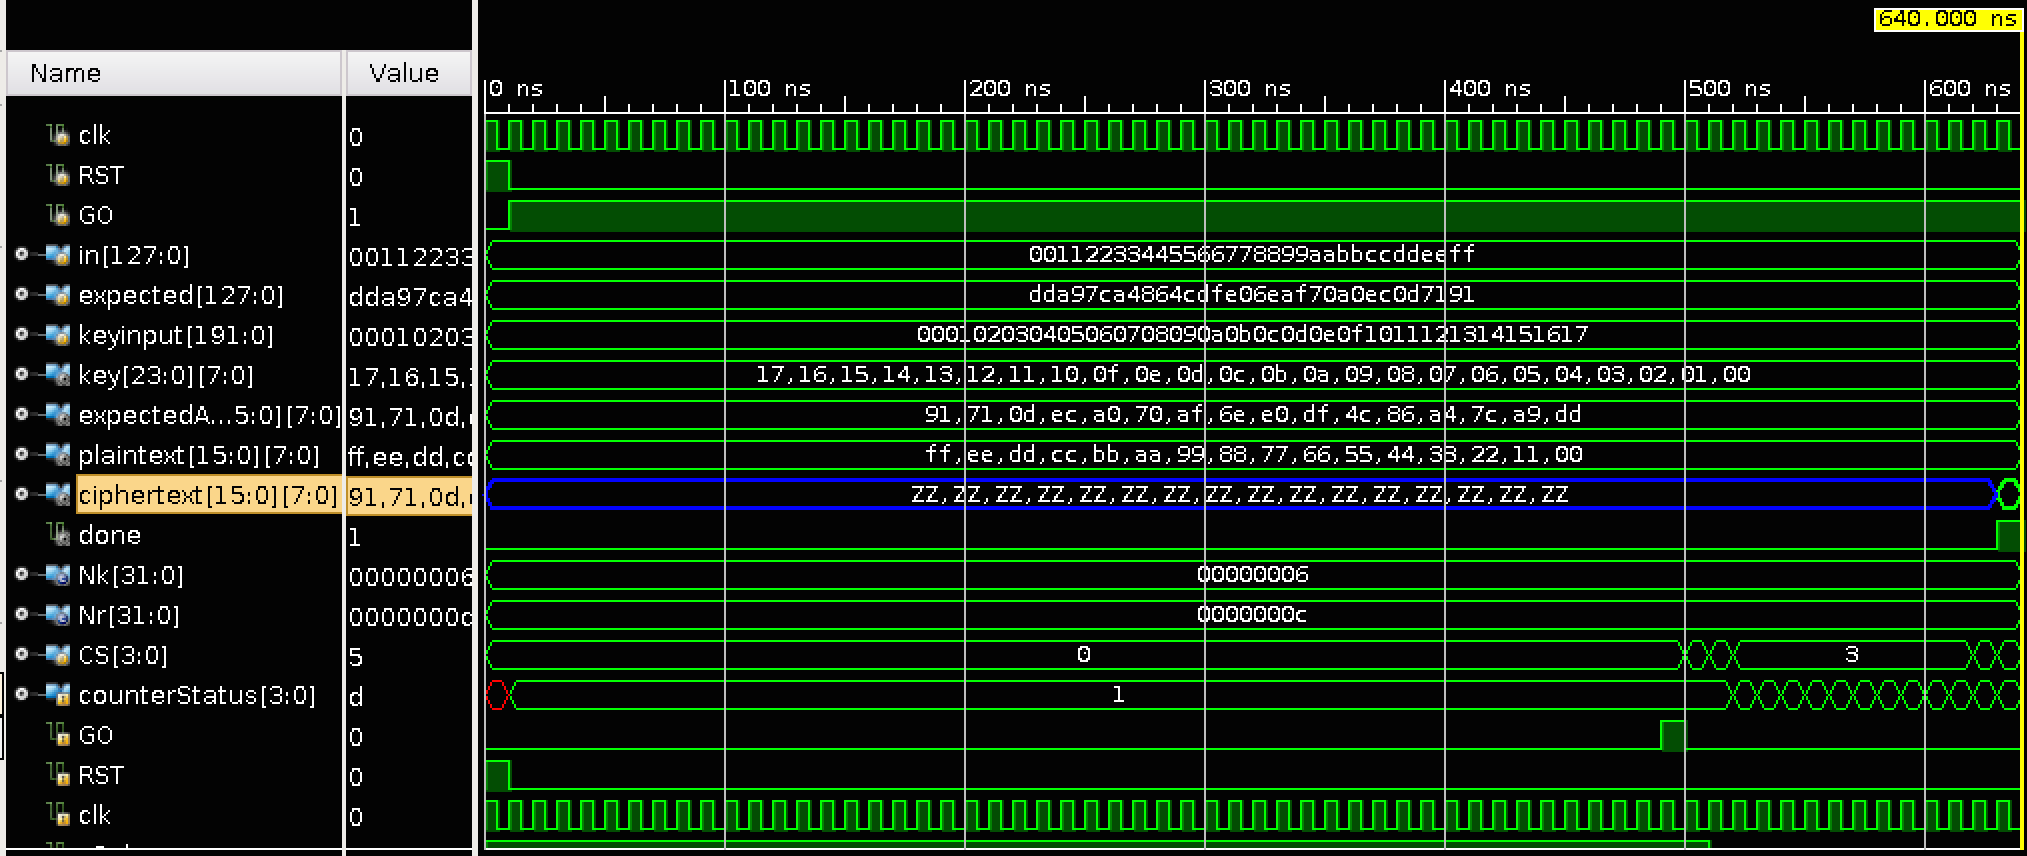 640.000 ns
Name Value
0 ns 100 ns 200 ns 300 ns 400 ns 500 ns 600 ns
clk 0
RST 0
GO 1
in[127:0] 00112233 00112233445566778899aabbccddeeff
expected[127:0] dda97ca4 dda97ca4864cdfe06eaf70a0ec0d7191
keyinput[191:0] 00010203 000102030405060708090a0b0c0d0e0f1011121314151617
key[23:0][7:0] 17,16,15, 17,16,15,14,13,12,11,10,0f,0e,0d,0c,0b,0a,09,08,07,06,05,04,03,02,01,00
expectedA...5:0][7:0] 91,71,0d, 91,71,0d,ec,a0,70,af,6e,e0,df,4c,86,a4,7c,a9,dd
plaintext[15:0][7:0] ff,ee,dd,cc ff,ee,dd,cc,bb,aa,99,88,77,66,55,44,33,22,11,00
ciphertext[15:0][7:0] 91,71,0d, ZZ,ZZ,ZZ,ZZ,ZZ,ZZ,ZZ,ZZ,ZZ,ZZ,ZZ,ZZ,ZZ,ZZ,ZZ,ZZ
done 1
Nk[31:0] 00000006 00000006
Nr[31:0] 0000000c 0000000c
CS[3:0] 5 0 3
counterStatus[3:0] d 1
GO 0
RST 0
clk 0